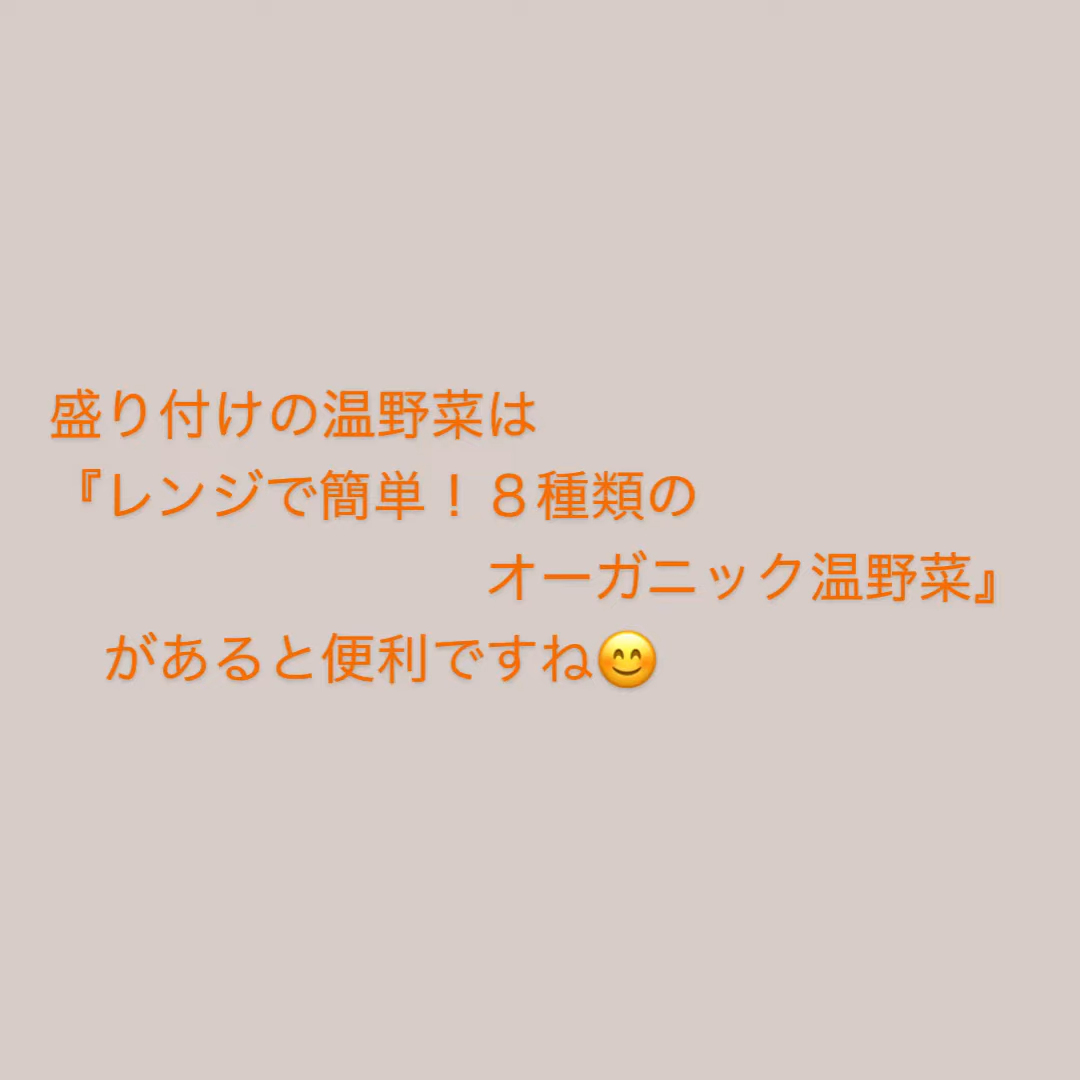 盛り付けの温野菜は
『レンジで簡単！８種類の
オーガニック温野菜』
があると便利ですね😊